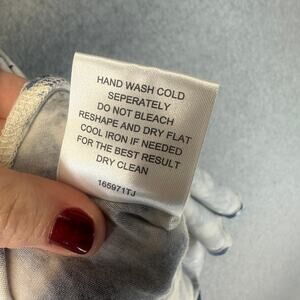 HAND WASH COLD
SEPERATELY
DO NOT BLEACH
RESHAPE AND DRY FLAT
COOL IRON IF NEEDED
FOR THE BEST RESULT
DRY CLEAN
165971TJ